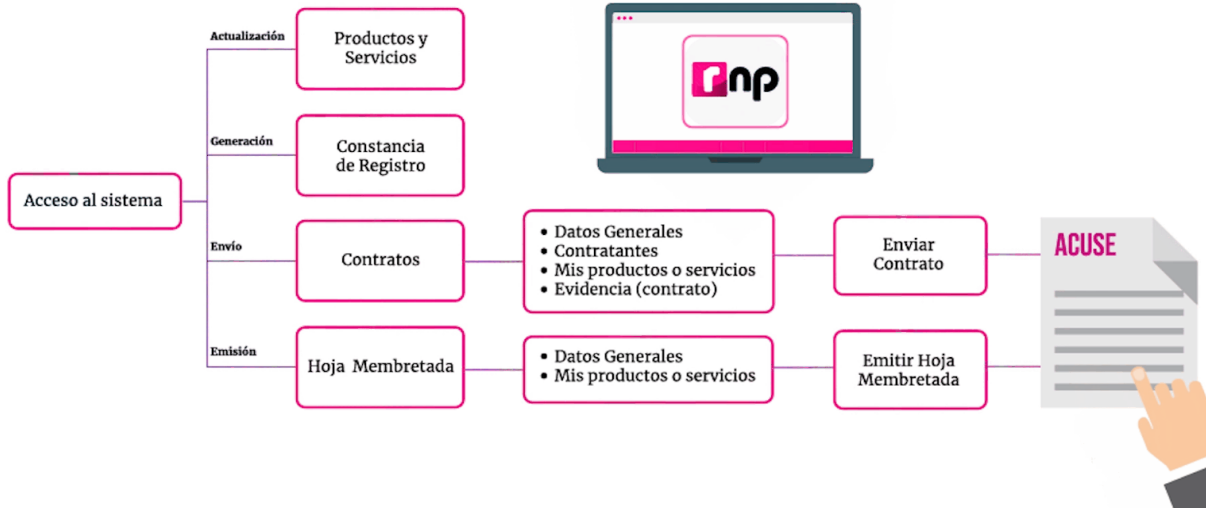 Acceso al sistema
Actualización
Productos y
Servicios
Generación
Constancia
de Registro
Envío
Contratos
• Datos Generales
• Contratantes
• Mis productos o servicios
• Evidencia (contrato)
Enviar
Contrato
Emisión
Hoja Membretada
• Datos Generales
• Mis productos o servicios
Emitir Hoja
Membretada
rnp
ACUSE